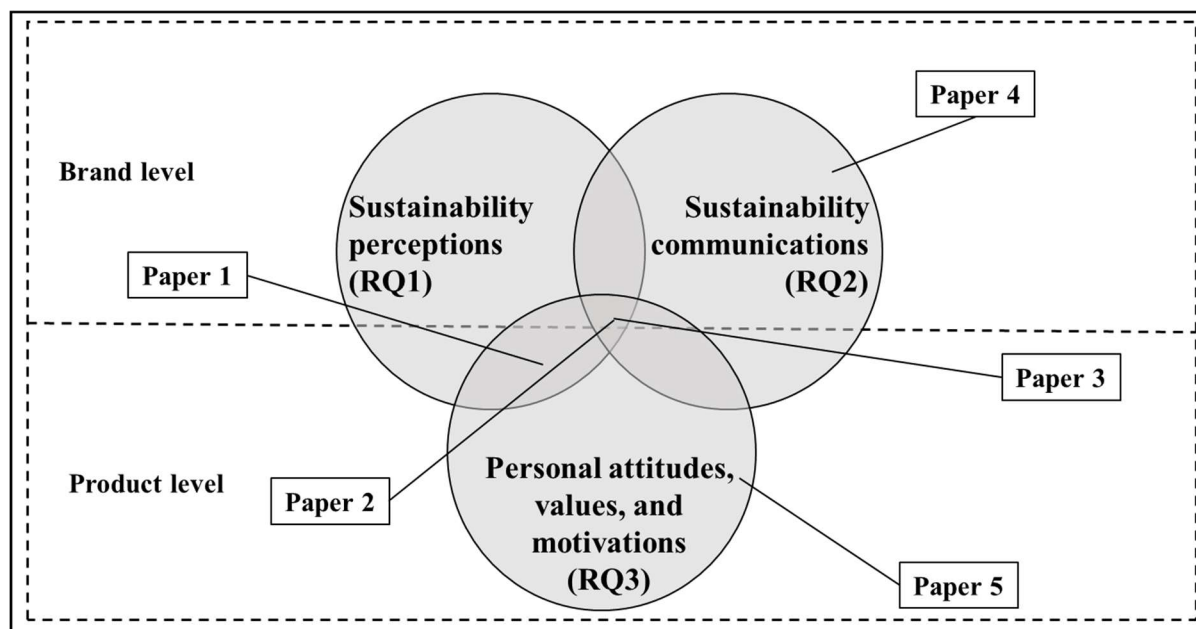 Paper 4
Brand level
Sustainability
perceptions
(RQ1)
Sustainability
communications
(RQ2)
Paper 1
Paper 3
Product level
Paper 2
Personal attitudes,
values, and
motivations
(RQ3)
Paper 5